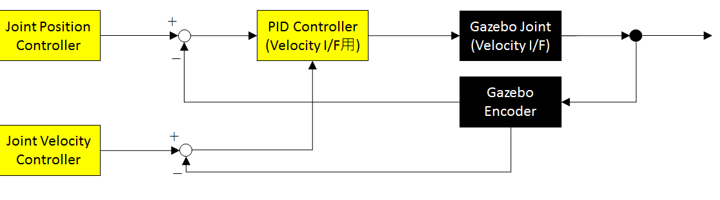 Joint Position
Controller
+
−
PID Controller
(Velocity I/F用)
Gazebo Joint
(Velocity I/F)
Gazebo
Encoder
Joint Velocity
Controller
+
−